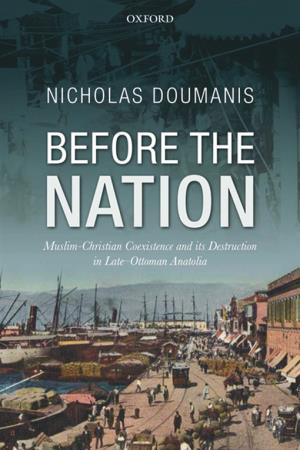 OXFORD
NICHOLAS DOUMANIS
BEFORE THE
NATION
Muslim–Christian Coexistence and its Destruction
in Late–Ottoman Anatolia